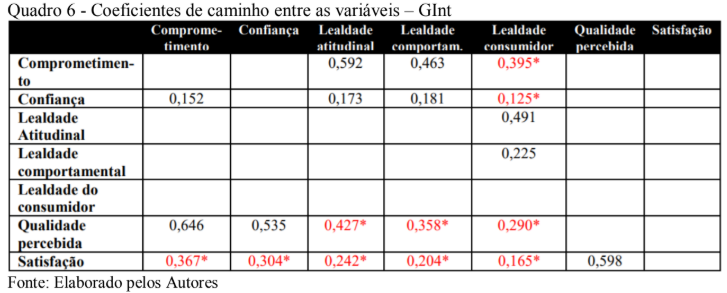 Quadro 6 - Coeficientes de caminho entre as variáveis – GInt
Comprome-timento Confiança Lealdade atitudinal Lealdade comportam. Lealdade consumidor Qualidade percebida Satisfação
Comprometimen-to 0,592 0,463 0,395*
Confiança 0,152 0,173 0,181 0,125*
Lealdade Atitudinal 0,491
Lealdade comportamental 0,225
Lealdade do consumidor
Qualidade percebida 0,646 0,535 0,427* 0,358* 0,290*
Satisfação 0,367* 0,304* 0,242* 0,204* 0,165* 0,598
Fonte: Elaborado pelos Autores